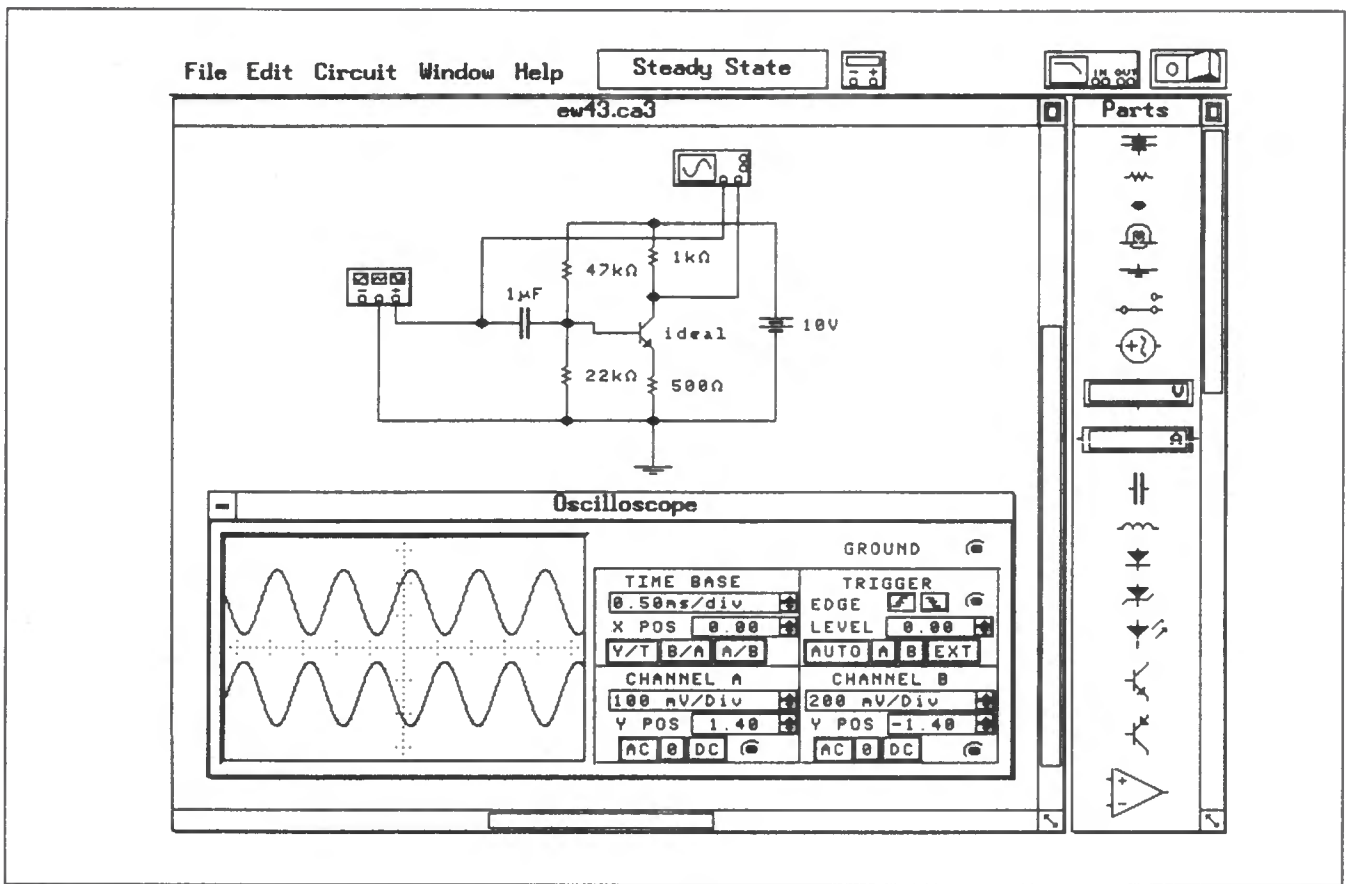 File Edit Circuit Window Help
Steady State
- +
IN OUT
O
ew43.ca3
Parts
47kΩ
1kΩ
1µF
- +
ideal
10V
22kΩ
500Ω
V
A
Oscilloscope
GROUND
TIME BASE
0.50ms/div
X POS 0.00
Y/T B/A A/B
TRIGGER
EDGE
LEVEL 0.00
AUTO A B EXT
CHANNEL A
100 mV/Div
Y POS 1.40
AC 0 DC
CHANNEL B
200 mV/Div
Y POS -1.40
AC 0 DC